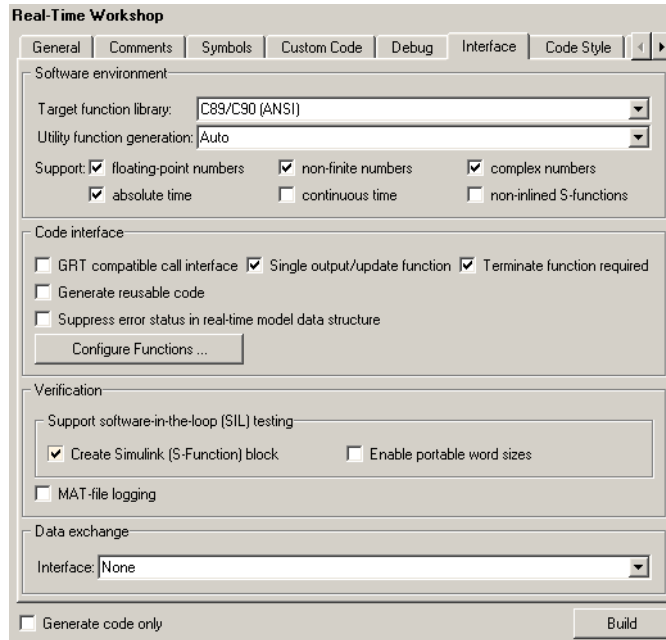 Real-Time Workshop
General Comments Symbols Custom Code Debug Interface Code Style
Software environment
Target function library: C89/C90 (ANSI)
Utility function generation: Auto
Support: floating-point numbers non-finite numbers complex numbers
absolute time continuous time non-inlined S-functions
Code interface
GRT compatible call interface Single output/update function Terminate function required
Generate reusable code
Suppress error status in real-time model data structure
Configure Functions ...
Verification
Support software-in-the-loop (SIL) testing
Create Simulink (S-Function) block Enable portable word sizes
MAT-file logging
Data exchange
Interface: None
Generate code only Build